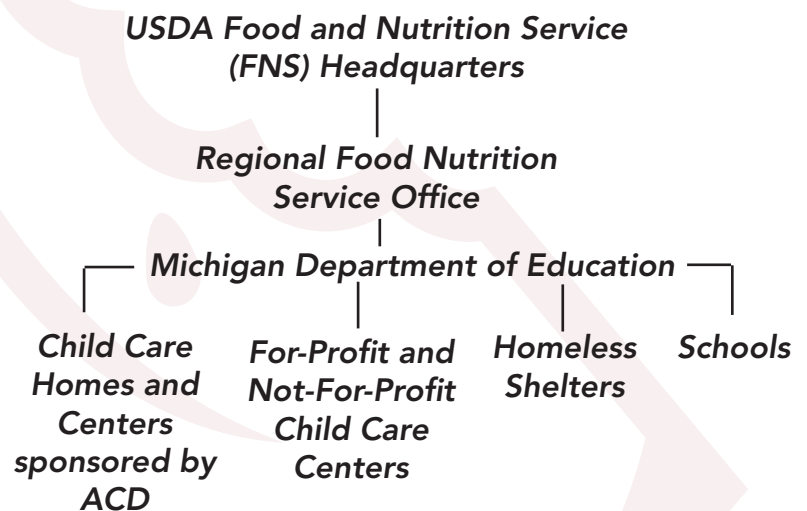 USDA Food and Nutrition Service
(FNS) Headquarters
Regional Food Nutrition
Service Office
Michigan Department of Education
Child Care
Homes and
Centers
sponsored by
ACD
For-Profit and
Not-For-Profit
Child Care
Centers
Homeless
Shelters
Schools